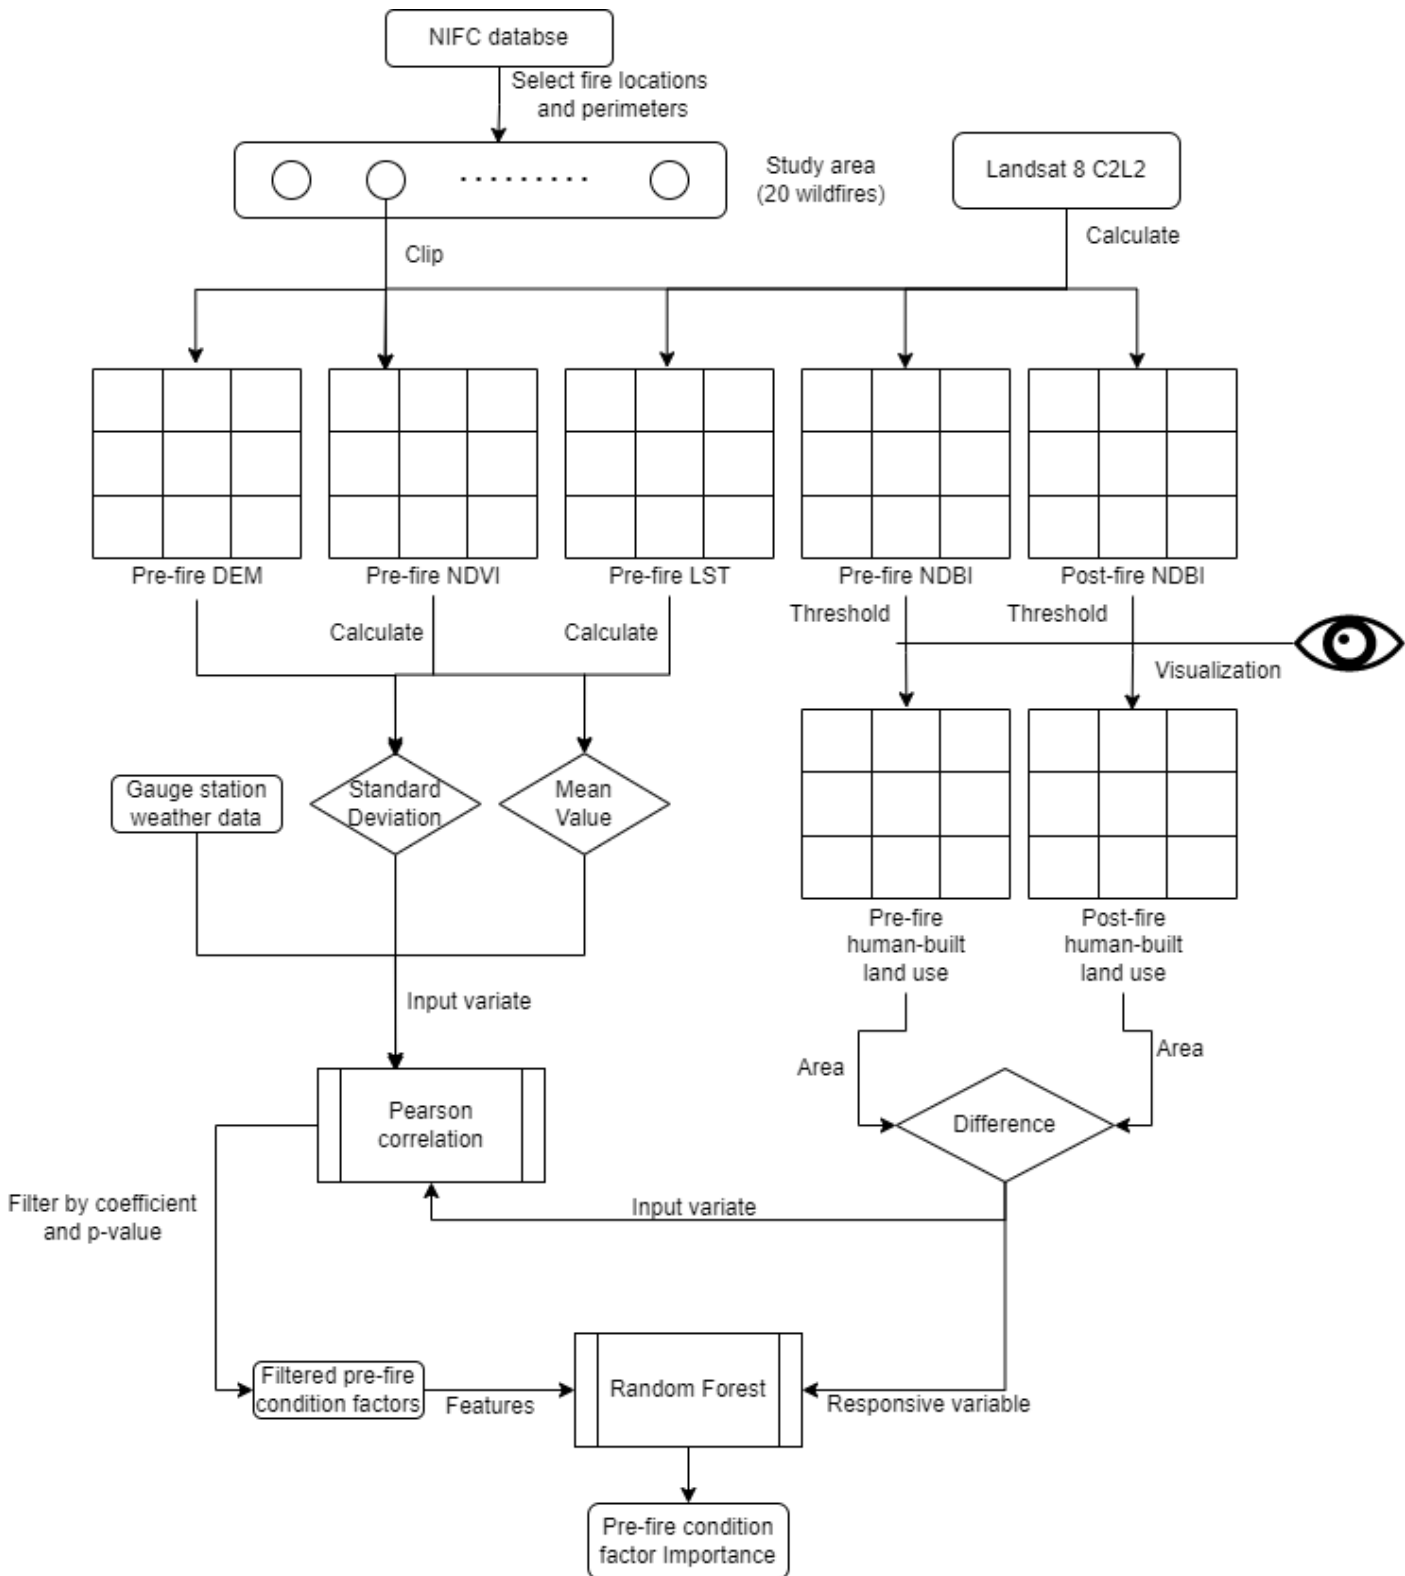 NIFC databse
Select fire locations
and perimeters
Study area
(20 wildfires)
Landsat 8 C2L2
Calculate
Clip
Pre-fire DEM
Pre-fire NDVI
Pre-fire LST
Pre-fire NDBI
Post-fire NDBI
Calculate
Calculate
Threshold
Threshold
Visualization
Gauge station
weather data
Standard
Deviation
Mean
Value
Pre-fire
human-built
land use
Post-fire
human-built
land use
Input variate
Area
Area
Pearson
correlation
Difference
Filter by coefficient
and p-value
Input variate
Filtered pre-fire
condition factors
Features
Random Forest
Responsive variable
Pre-fire condition
factor Importance